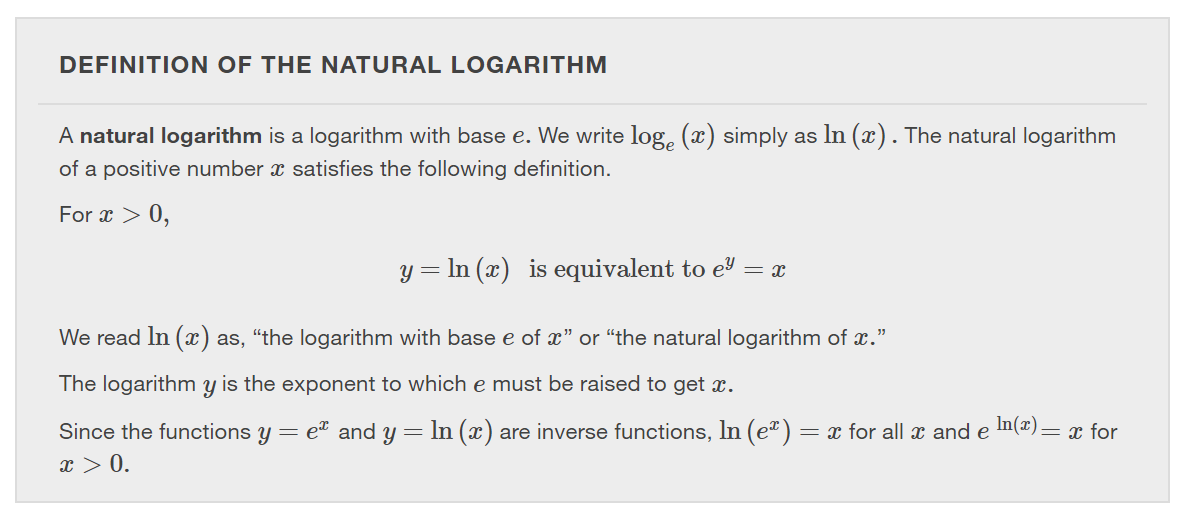 DEFINITION OF THE NATURAL LOGARITHM
A natural logarithm is a logarithm with base e. We write logₑ (x) simply as ln (x). The natural logarithm
of a positive number x satisfies the following definition.
For x > 0,
y = ln (x) is equivalent to e^y = x
We read ln (x) as, “the logarithm with base e of x” or “the natural logarithm of x.”
The logarithm y is the exponent to which e must be raised to get x.
Since the functions y = e^x and y = ln (x) are inverse functions, ln (e^x) = x for all x and e^ln(x) = x for
x > 0.